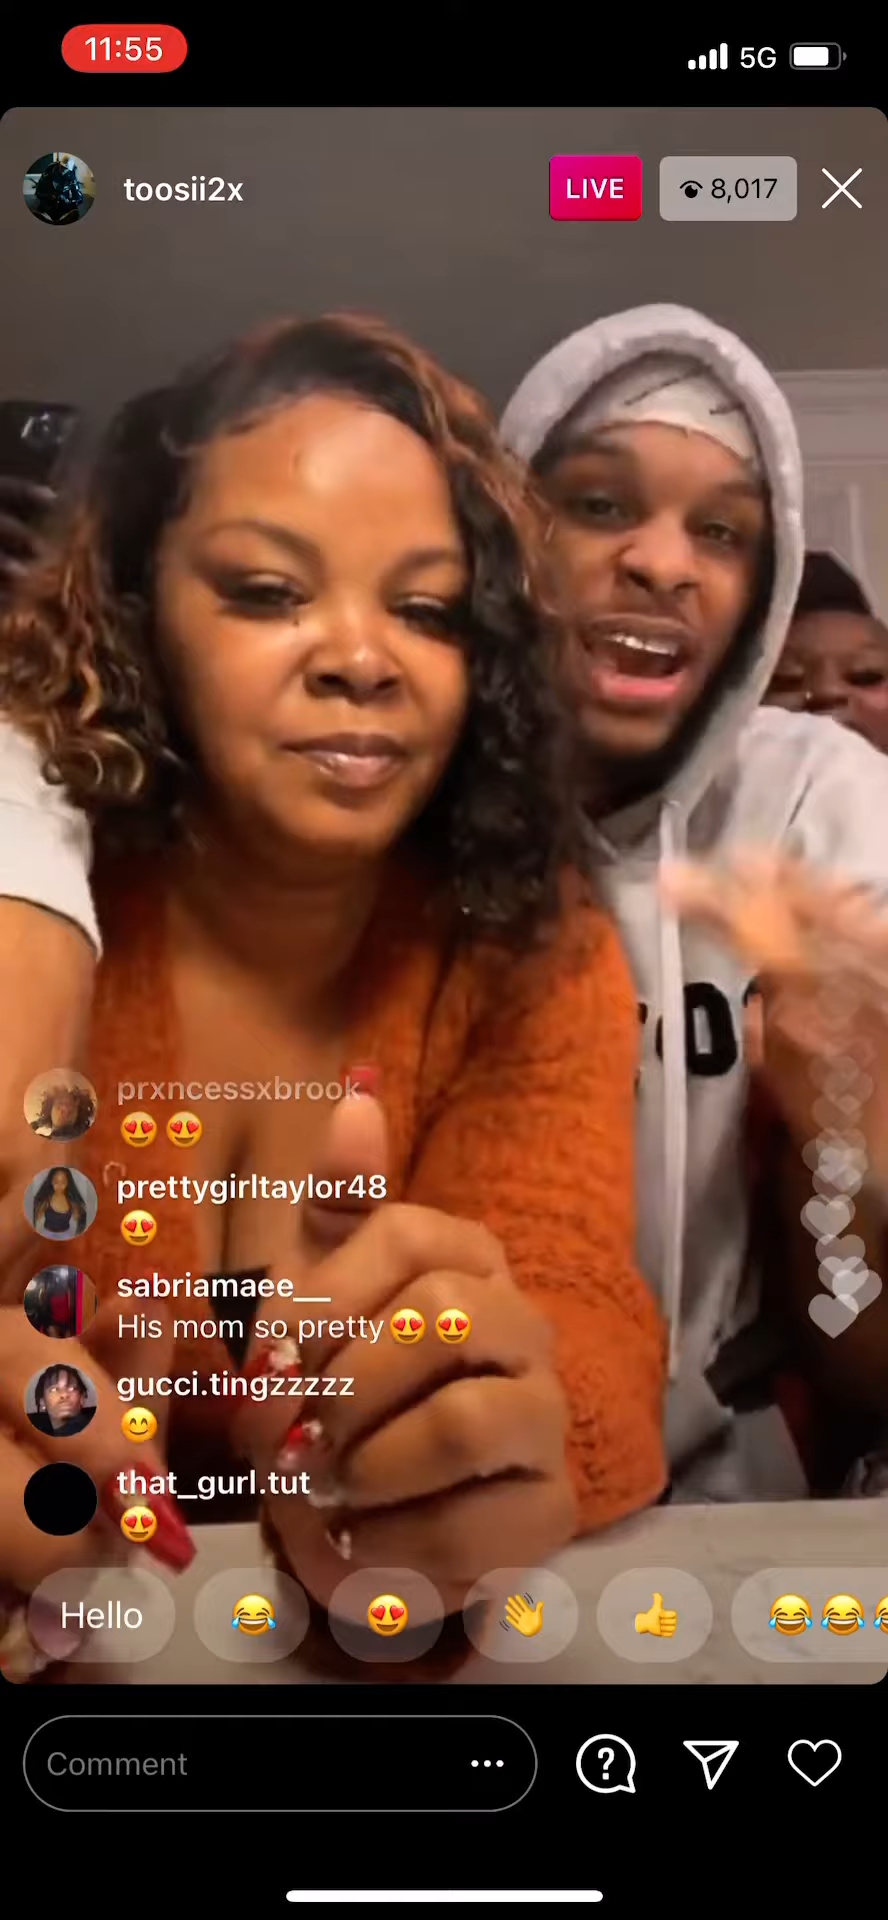 11:55
5G
toosii2x
LIVE
8,017
prxncessxbrook
😍😍
prettygirltaylor48
😍
sabriamaee__
His mom so pretty😍😍
gucci.tingzzzzz
😊
that_gurl.tut
😍
Hello 😂 😍 👋 👍 😂😂
Comment